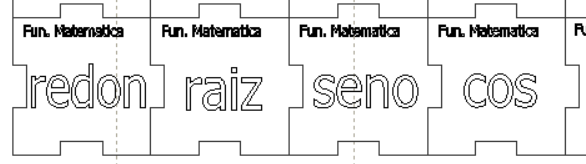 Fun. Matematica Fun. Matematica Fun. Matematica Fun. Matematica
redon raiz seno cos